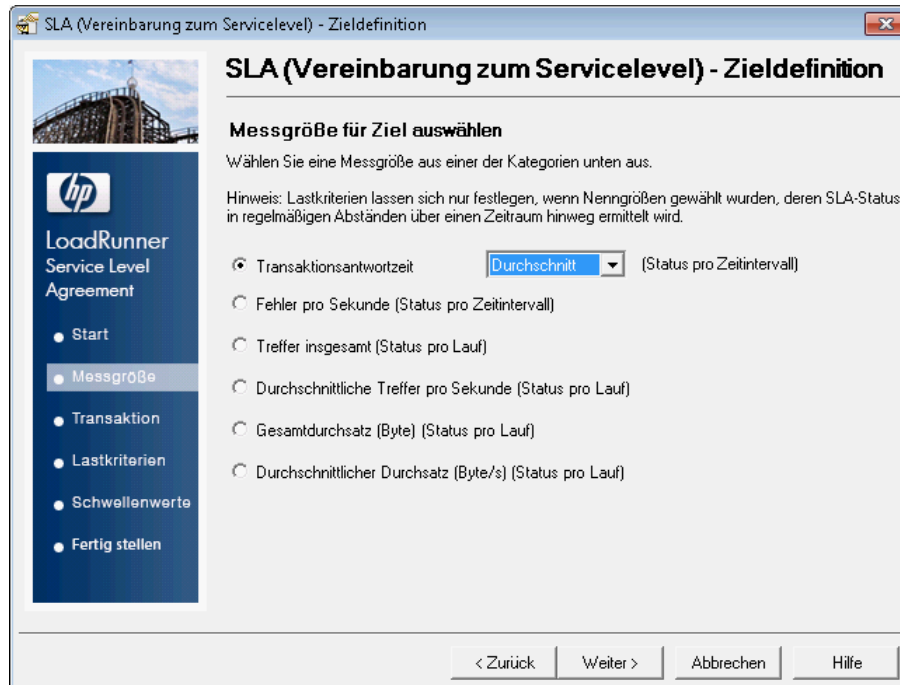 SLA (Vereinbarung zum Servicelevel) - Zieldefinition
SLA (Vereinbarung zum Servicelevel) - Zieldefinition
hp
LoadRunner
Service Level
Agreement
Start
Messgröße
Transaktion
Lastkriterien
Schwellenwerte
Fertig stellen
Messgröße für Ziel auswählen
Wählen Sie eine Messgröße aus einer der Kategorien unten aus.
Hinweis: Lastkriterien lassen sich nur festlegen, wenn Nenngrößen gewählt wurden, deren SLA-Status
in regelmäßigen Abständen über einen Zeitraum hinweg ermittelt wird.
Transaktionsantwortzeit Durchschnitt (Status pro Zeitintervall)
Fehler pro Sekunde (Status pro Zeitintervall)
Treffer insgesamt (Status pro Lauf)
Durchschnittliche Treffer pro Sekunde (Status pro Lauf)
Gesamtdurchsatz (Byte) (Status pro Lauf)
Durchschnittlicher Durchsatz (Byte/s) (Status pro Lauf)
< Zurück Weiter > Abbrechen Hilfe